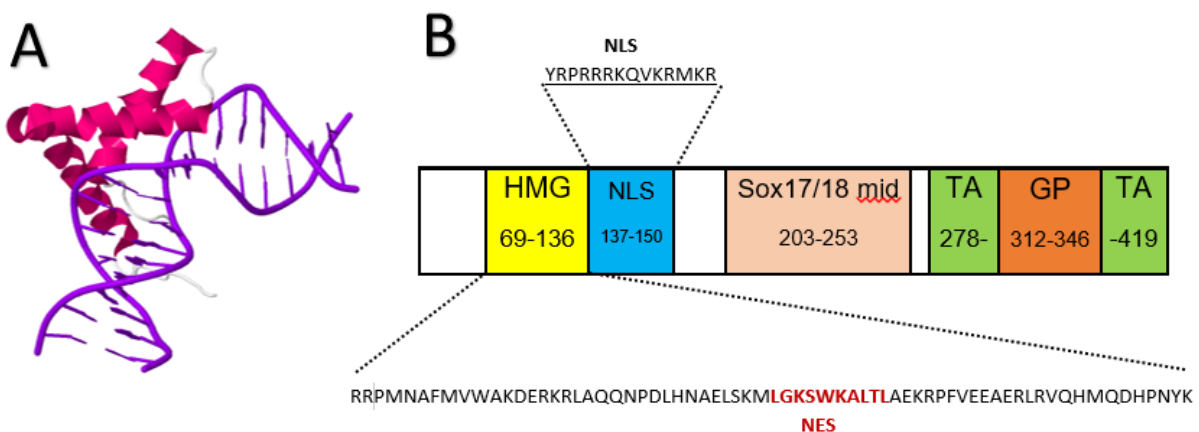 A
B
NLS
YRPRRRKQVKRMKR
HMG
69-136
NLS
137-150
Sox17/18 mid
203-253
TA
278-
GP
312-346
TA
-419
RRPMNAFMVWAKDERKRLAQQNPDLHNAELSKMLGKSWKALTLAEKRPFVEEAERLRVQHMQDHPNYK
NES